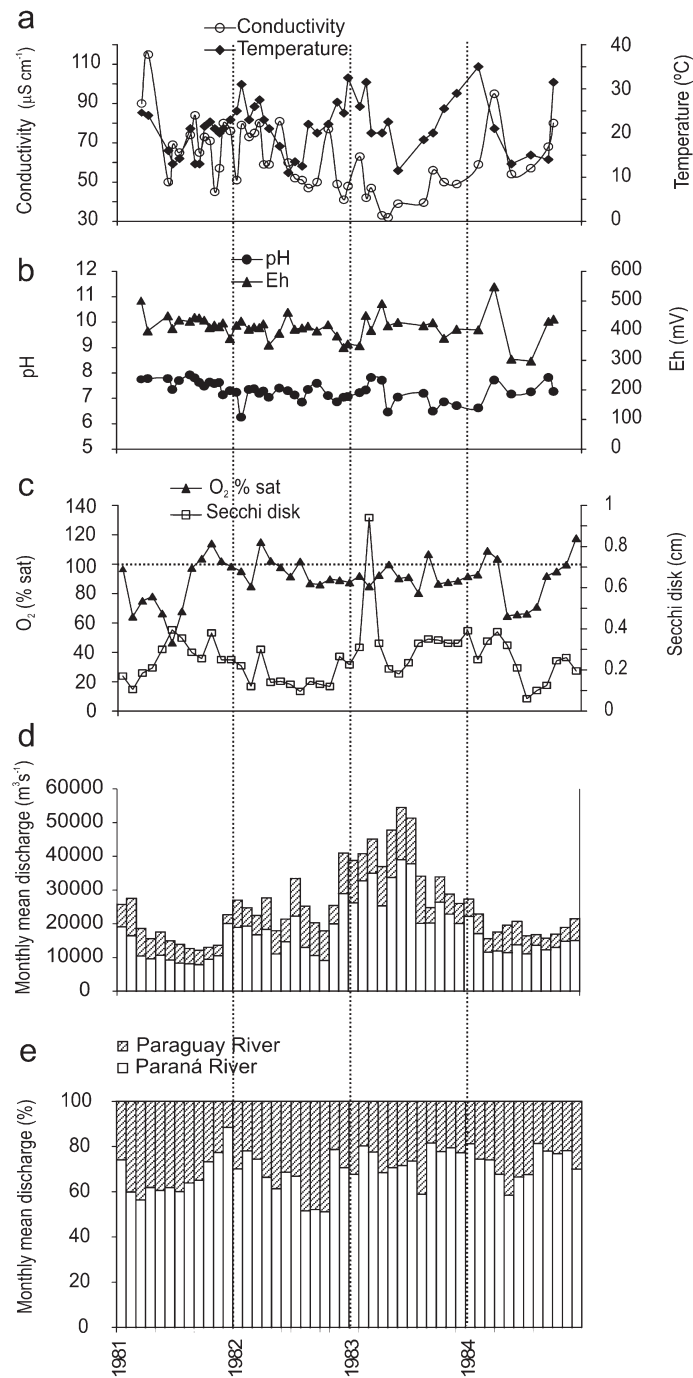 a
Conductivity
Temperature
Conductivity (µS cm⁻¹)
110
90
70
50
30
40
30
20
10
0
Temperature (ºC)
b
pH
Eh
pH
12
11
10
9
8
7
6
5
600
500
400
300
200
100
0
Eh (mV)
c
O₂ % sat
Secchi disk
O₂ (% sat)
140
120
100
80
60
40
20
0
1
0.8
0.6
0.4
0.2
0
Secchi disk (cm)
d
Monthly mean discharge (m³s⁻¹)
60000
50000
40000
30000
20000
10000
0
e
Paraguay River
Paraná River
Monthly mean discharge (%)
100
80
60
40
20
0
1981
1982
1983
1984